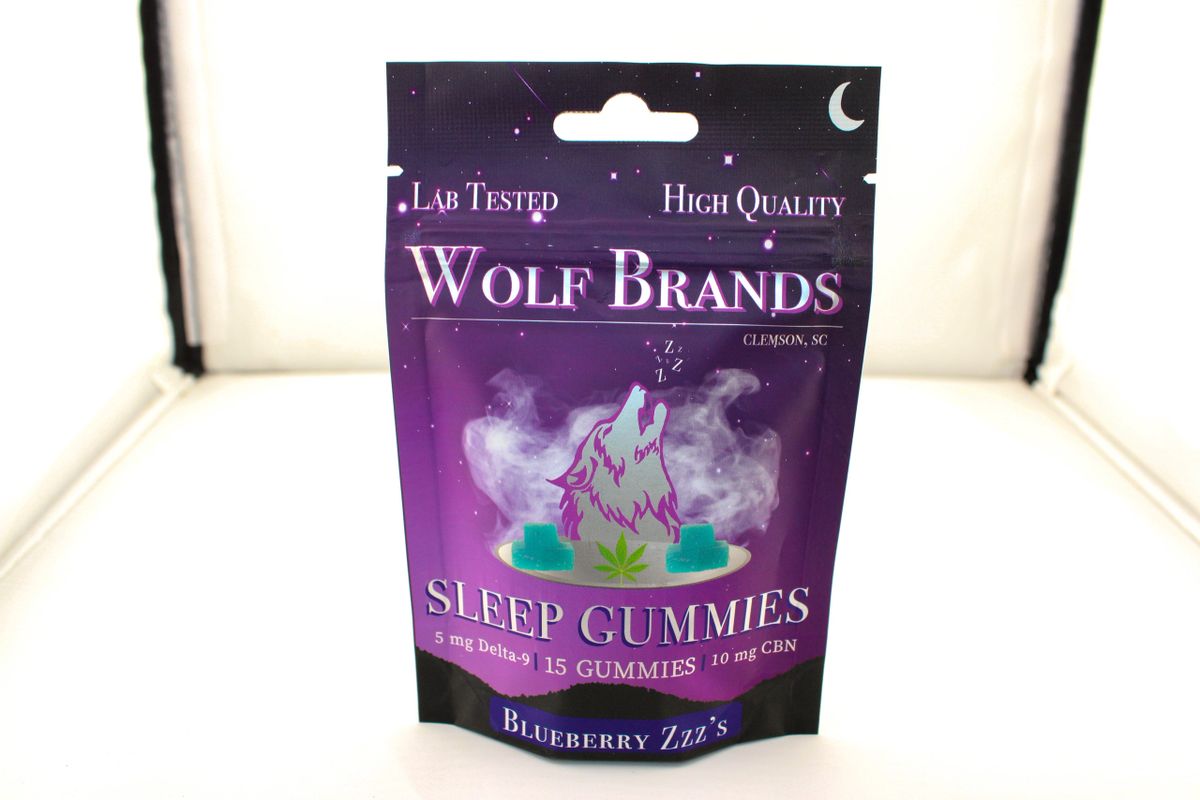 Lab Tested
High Quality
Wolf Brands
CLEMSON, SC
Z z
z z Z
Z
SLEEP GUMMIES
5 mg Delta-9 | 15 GUMMIES | 10 mg CBN
Blueberry Zzz's